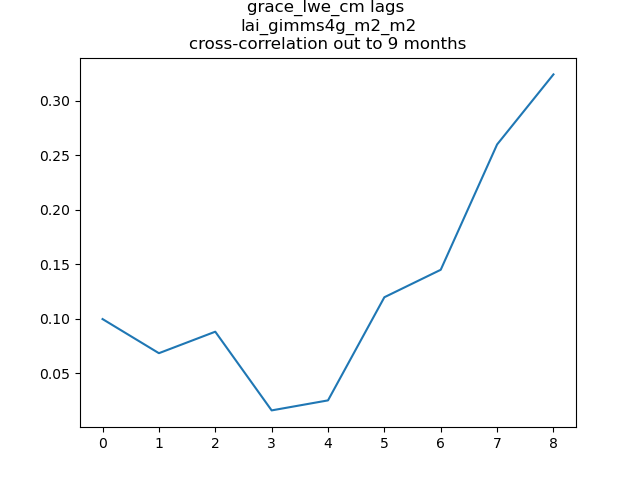 grace_lwe_cm lags
lai_gimms4g_m2_m2
cross-correlation out to 9 months
0.30
0.25
0.20
0.15
0.10
0.05
0 1 2 3 4 5 6 7 8